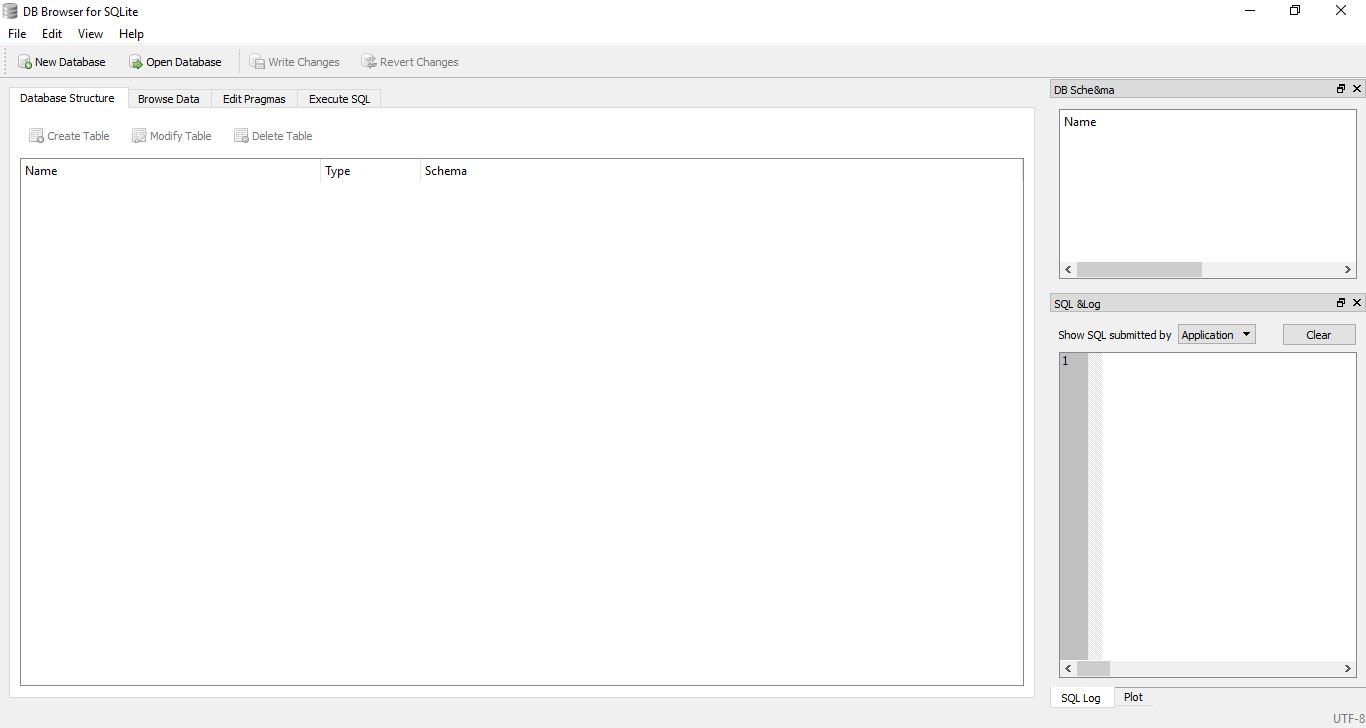 DB Browser for SQLite
File Edit View Help
New Database Open Database Write Changes Revert Changes
Database Structure Browse Data Edit Pragmas Execute SQL
Create Table Modify Table Delete Table
Name Type Schema
DB Sche&ma
Name
SQL &Log
Show SQL submitted by Application Clear
1
SQL Log Plot
UTF-8